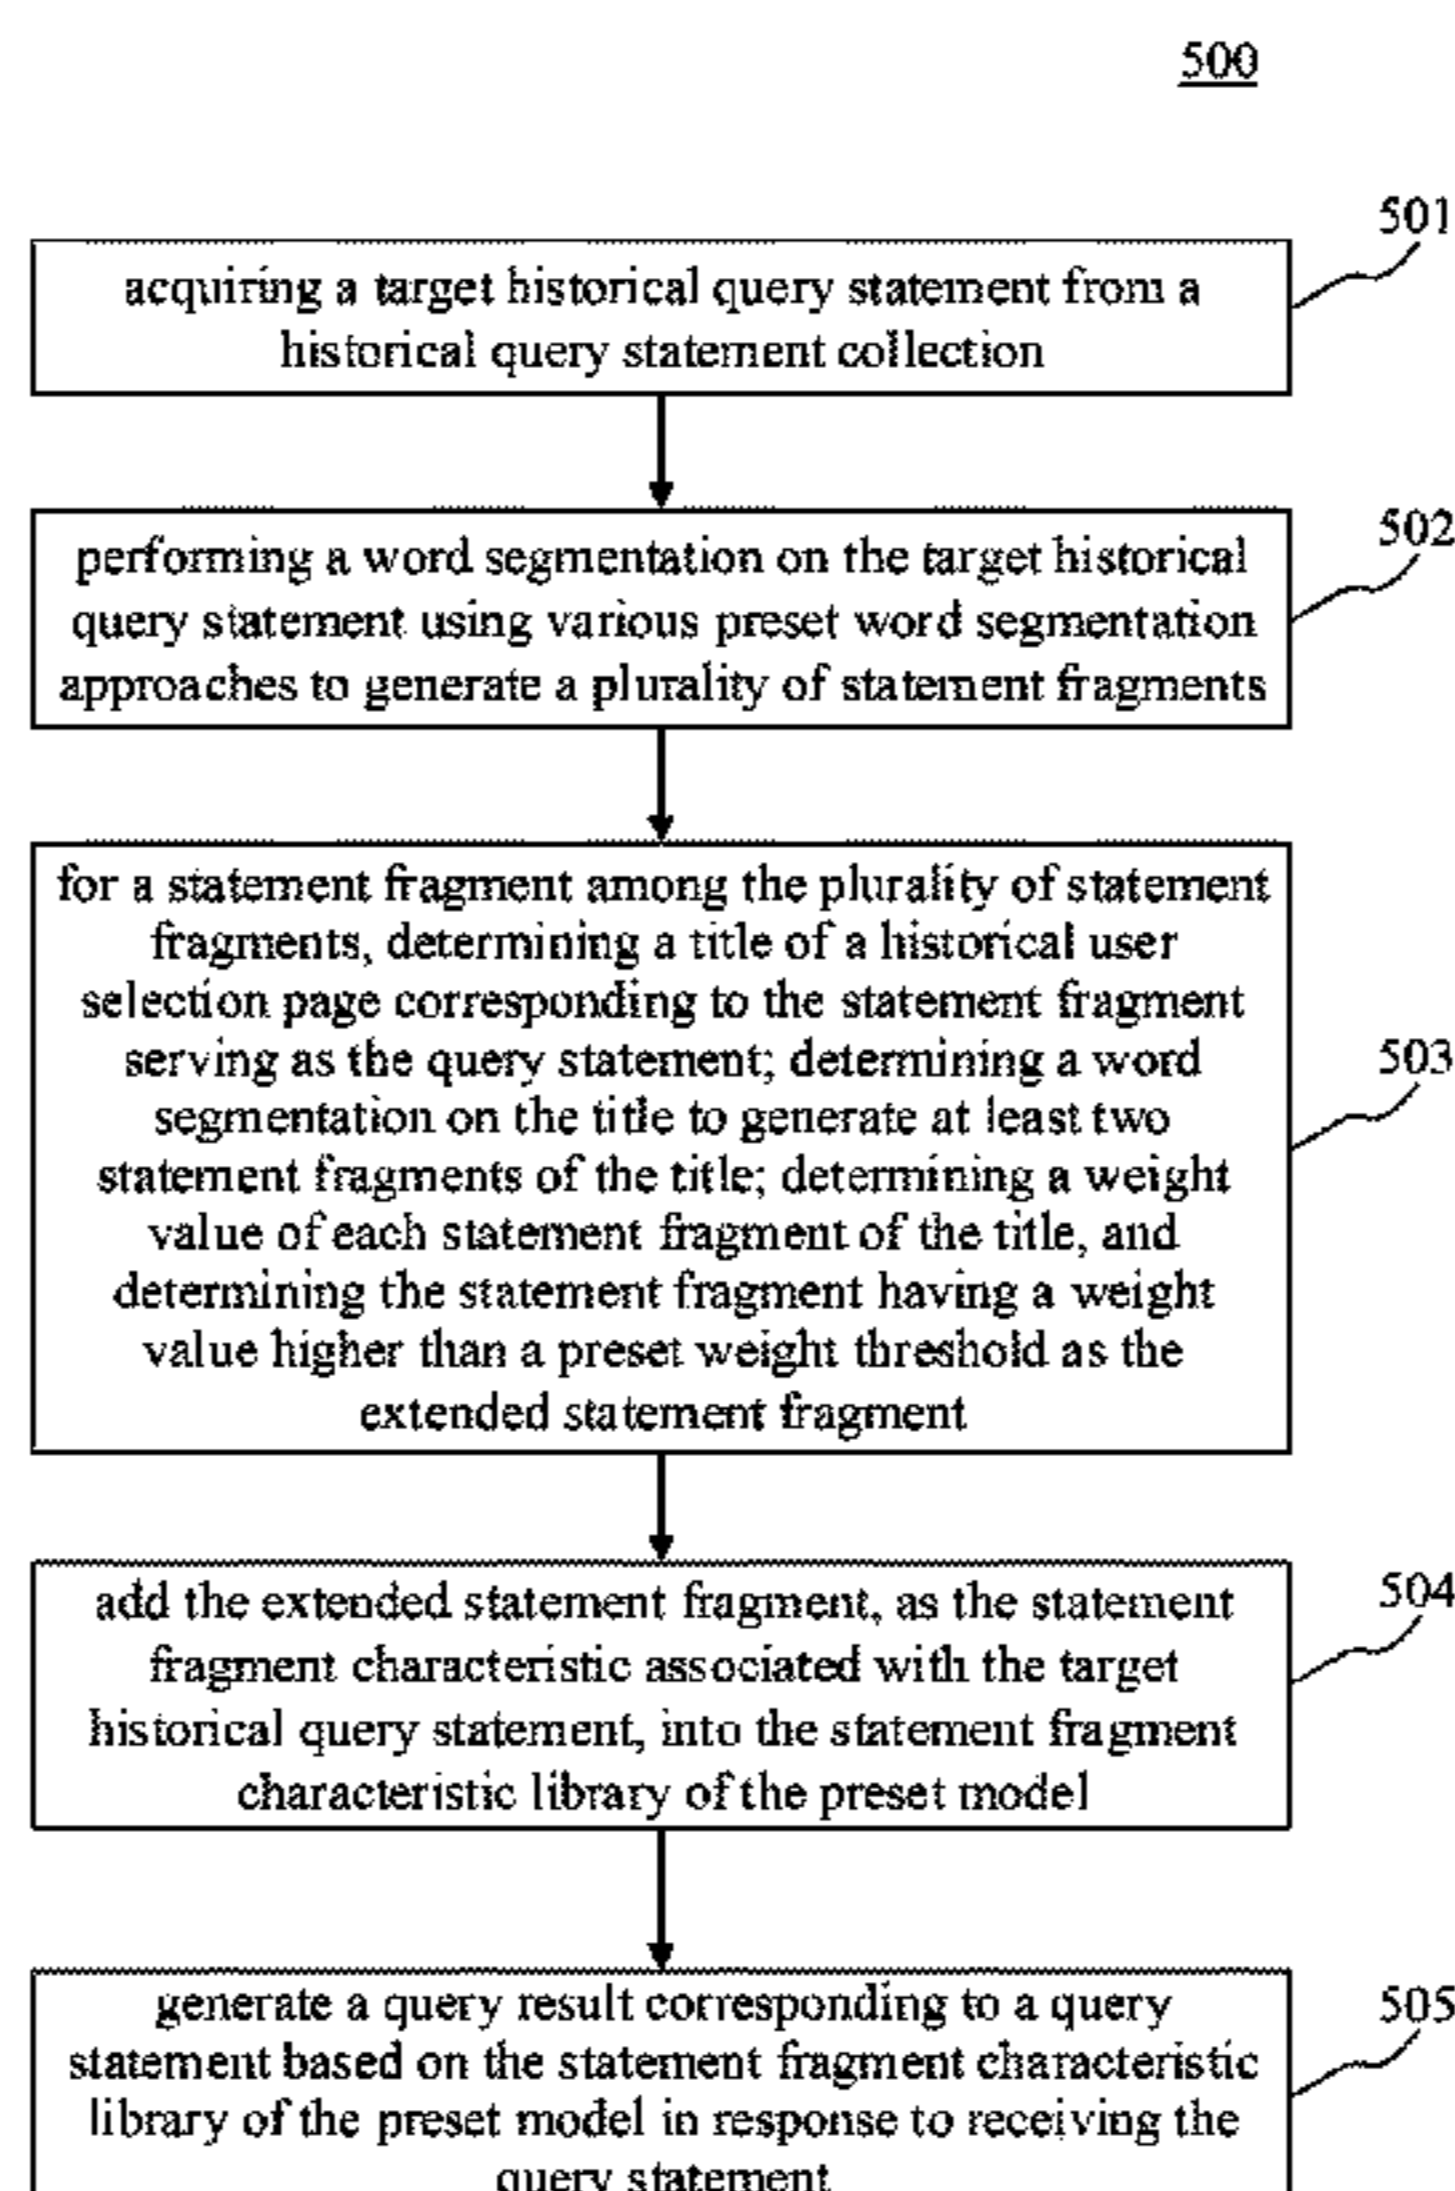 500
501
acquiring a target historical query statement from a
historical query statement collection
502
performing a word segmentation on the target historical
query statement using various preset word segmentation
approaches to generate a plurality of statement fragments
503
for a statement fragment among the plurality of statement
fragments, determining a title of a historical user
selection page corresponding to the statement fragment
serving as the query statement; determining a word
segmentation on the title to generate at least two
statement fragments of the title; determining a weight
value of each statement fragment of the title, and
determining the statement fragment having a weight
value higher than a preset weight threshold as the
extended statement fragment
504
add the extended statement fragment, as the statement
fragment characteristic associated with the target
historical query statement, into the statement fragment
characteristic library of the preset model
505
generate a query result corresponding to a query
statement based on the statement fragment characteristic
library of the preset model in response to receiving the
query statement